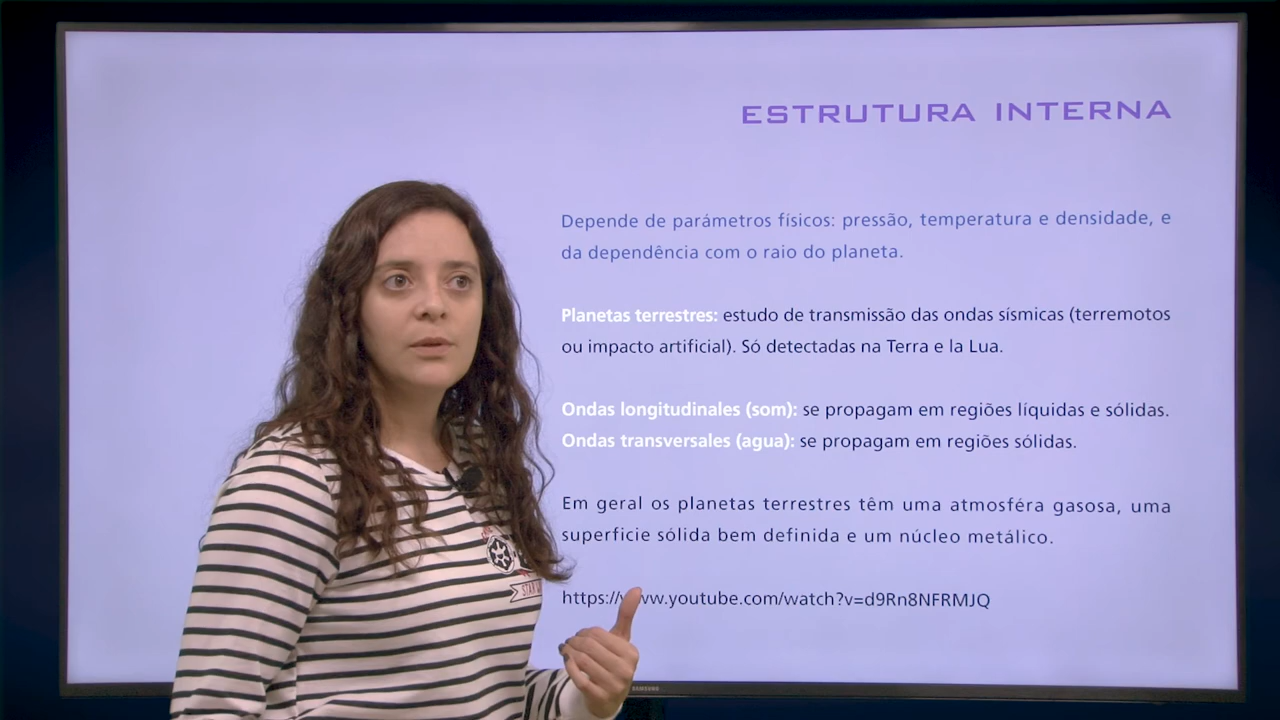 ESTRUTURA INTERNA
Depende de parámetros físicos: pressão, temperatura e densidade, e
da dependência com o raio do planeta.
Planetas terrestres: estudo de transmissão das ondas sísmicas (terremotos
ou impacto artificial). Só detectadas na Terra e la Lua.
Ondas longitudinales (som): se propagam em regiões líquidas e sólidas.
Ondas transversales (agua): se propagam em regiões sólidas.
Em geral os planetas terrestres têm uma atmosféra gasosa, uma
superficie sólida bem definida e um núcleo metálico.
https://www.youtube.com/watch?v=d9Rn8NFRMJQ
SAMSUNG